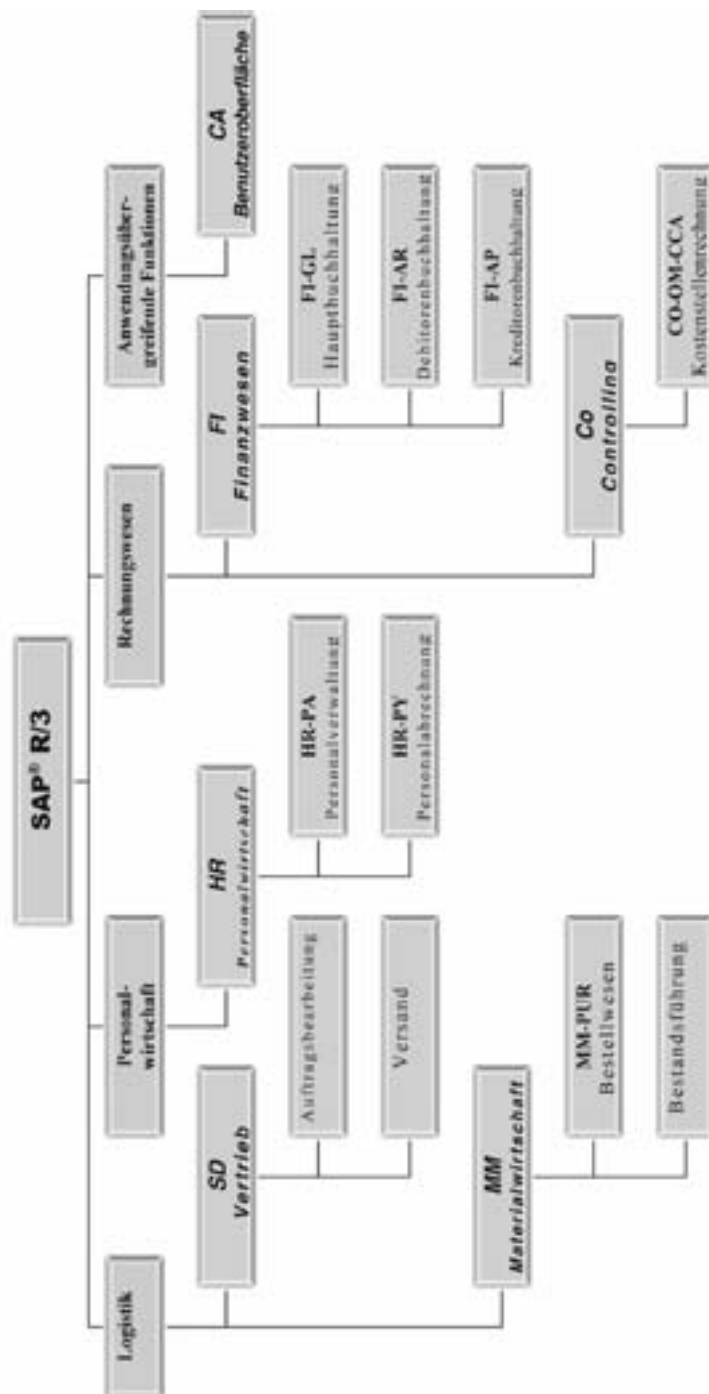 SAP® R/3
Logistik
Personal-
wirtschaft
Rechnungswesen
Anwendungsüber-
greifende Funktionen
SD
Vertrieb
HR
Personalwirtschaft
FI
Finanzwesen
CA
Benutzeroberfläche
Auftragsbearbeitung
HR-PA
Personalverwaltung
FI-GL
Hauptbuchhaltung
Versand
HR-PY
Personalabrechnung
FI-AR
Debitorenbuchhaltung
MM
Materialwirtschaft
FI-AP
Kreditorenbuchhaltung
MM-PUR
Bestellwesen
Co
Controlling
Bestandsführung
CO-OM-CCA
Kostenstellenrechnung